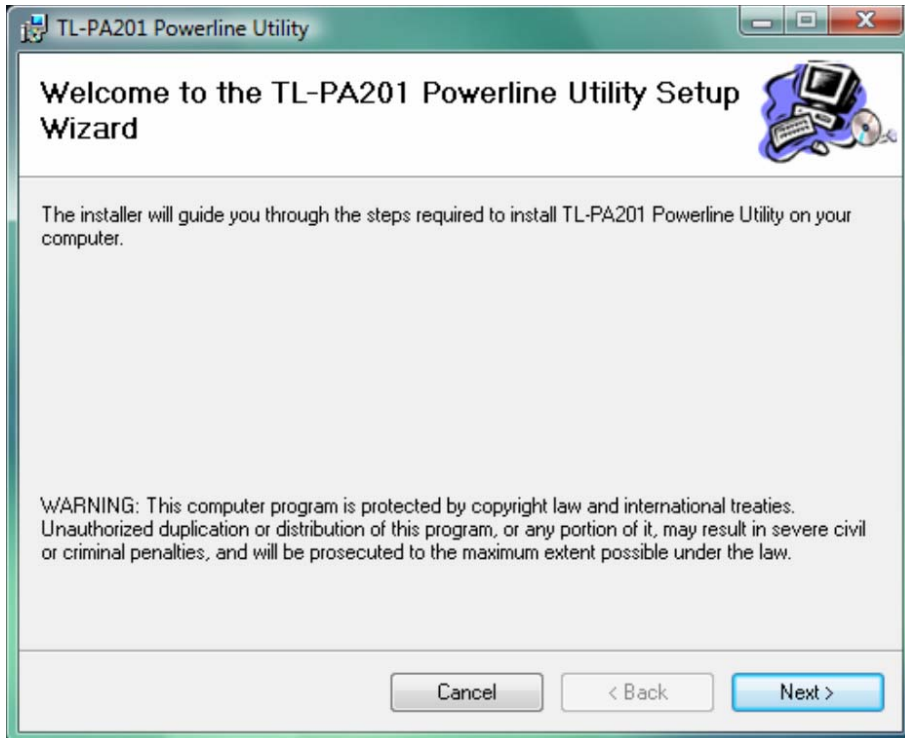 TL-PA201 Powerline Utility
Welcome to the TL-PA201 Powerline Utility Setup
Wizard
The installer will guide you through the steps required to install TL-PA201 Powerline Utility on your
computer.
WARNING: This computer program is protected by copyright law and international treaties.
Unauthorized duplication or distribution of this program, or any portion of it, may result in severe civil
or criminal penalties, and will be prosecuted to the maximum extent possible under the law.
Cancel
< Back
Next >